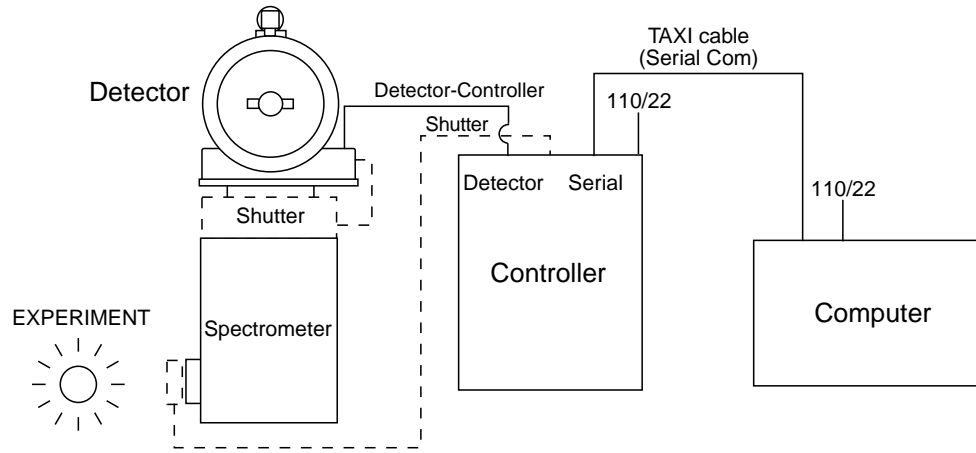 TAXI cable
(Serial Com)
Detector
Detector-Controller
110/22
Shutter
Detector
Serial
110/22
Shutter
Controller
EXPERIMENT
Spectrometer
Computer